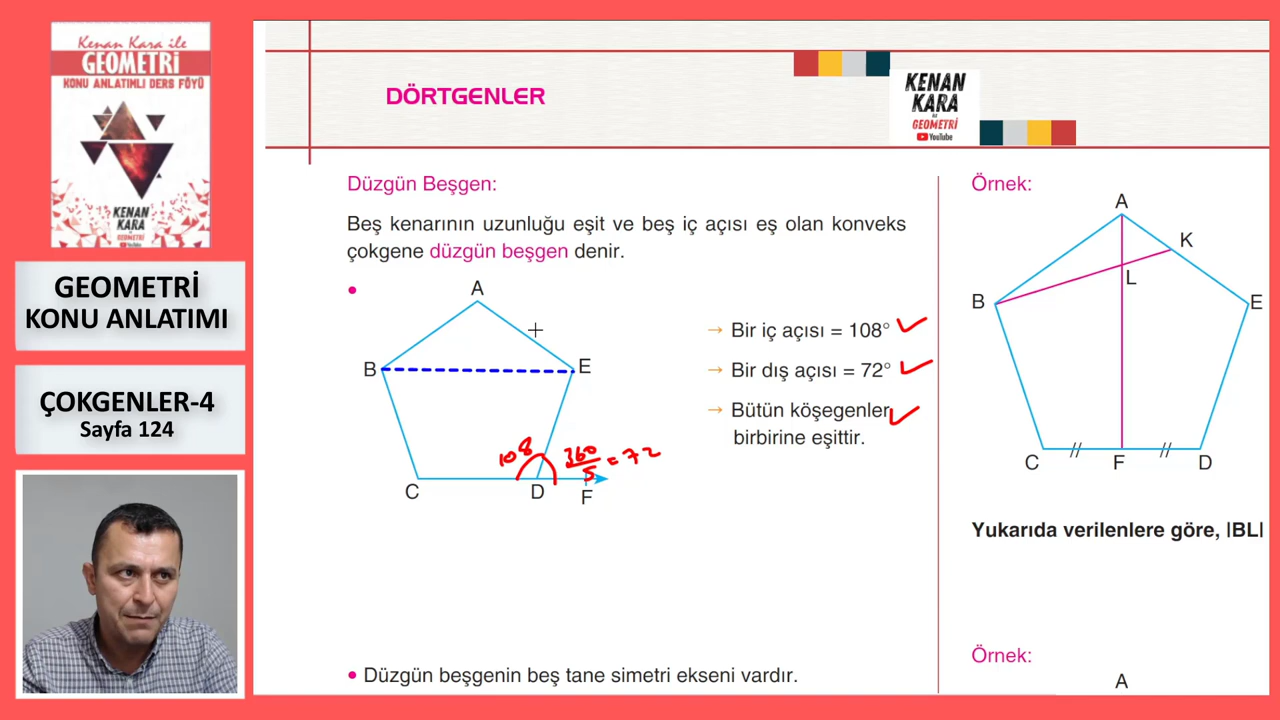 Kenan Kara ile
GEOMETRİ
KONU ANLATIMLI DERS FÖYÜ
KENAN
KARA
YouTube
GEOMETRİ
KONU ANLATIMI
ÇOKGENLER-4
Sayfa 124
DÖRTGENLER
KENAN
KARA
ile
GEOMETRİ
YouTube
Düzgün Beşgen:
Beş kenarının uzunluğu eşit ve beş iç açısı eş olan konveks
çokgene düzgün beşgen denir.
A
B
E
C
D
F
108
360
5
= 72
→ Bir iç açısı = 108°
→ Bir dış açısı = 72°
→ Bütün köşegenler
birbirine eşittir.
• Düzgün beşgenin beş tane simetri ekseni vardır.
Örnek:
A
K
L
B
E
C
F
D
Yukarıda verilenlere göre, |BL|
Örnek:
A